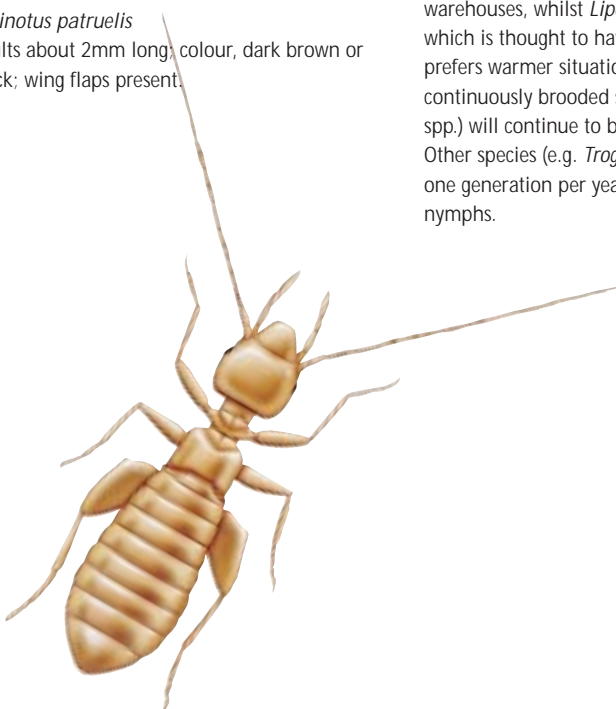 inotus patruelis
lts about 2mm long; colour, dark brown or
ck; wing flaps present.
warehouses, whilst Lip
which is thought to ha
prefers warmer situatio
continuously brooded s
spp.) will continue to b
Other species (e.g. Trog
one generation per yea
nymphs.